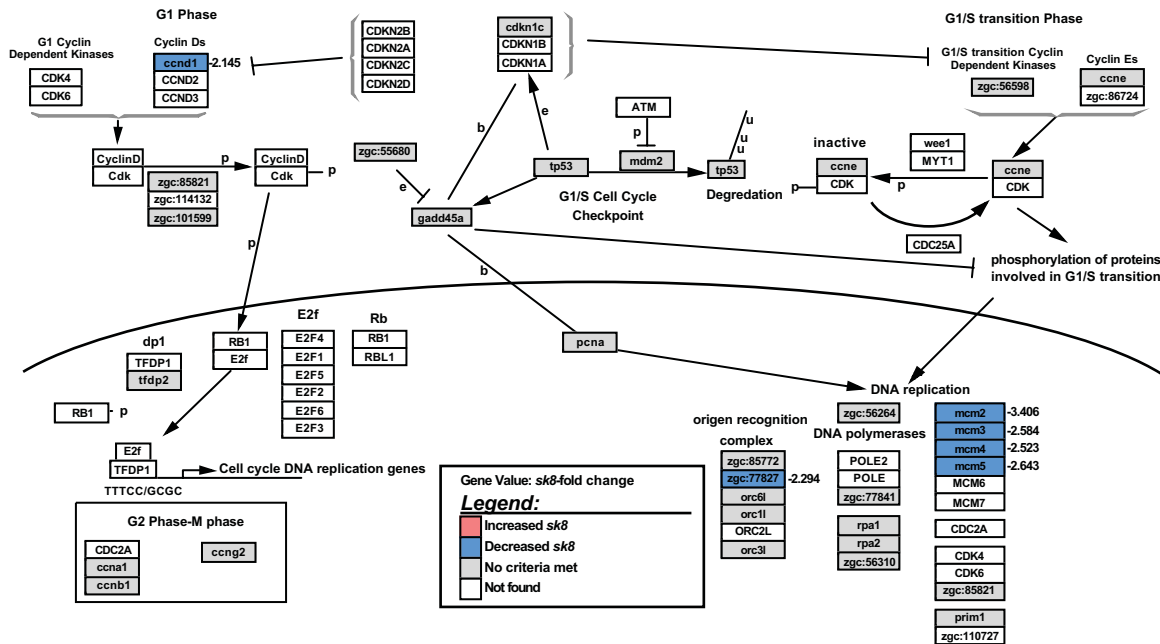 G1 Phase
G1 Cyclin
Dependent Kinases
CDK4
CDK6
Cyclin Ds
ccnd1
-2.145
CCND2
CCND3
CDKN2B
CDKN2A
CDKN2C
CDKN2D
cdkn1c
CDKN1B
CDKN1A
G1/S transition Phase
G1/S transition Cyclin
Dependent Kinases
zgc:56598
Cyclin Es
ccne
zgc:86724
CyclinD
Cdk
p
zgc:85821
zgc:114132
zgc:101599
CyclinD
Cdk
p
p
zgc:55680
e
b
e
ATM
p
mdm2
tp53
tp53
u
u
u
G1/S Cell Cycle
Checkpoint
Degredation
gadd45a
b
inactive
ccne
CDK
p
wee1
MYT1
p
ccne
CDK
CDC25A
phosphorylation of proteins
involved in G1/S transition
dp1
TFDP1
tfdp2
RB1
E2f
E2f
E2F4
E2F1
E2F5
E2F2
E2F6
E2F3
Rb
RB1
RBL1
pcna
RB1
p
E2f
TFDP1
Cell cycle DNA replication genes
TTTCC/GCGC
G2 Phase-M phase
CDC2A
ccna1
ccnb1
ccng2
Gene Value: sk8-fold change
Legend:
Increased sk8
Decreased sk8
No criteria met
Not found
DNA replication
origen recognition
complex
zgc:85772
zgc:77827
-2.294
orc6l
orc1l
ORC2L
orc3l
zgc:56264
DNA polymerases
POLE2
POLE
zgc:77841
rpa1
rpa2
zgc:56310
mcm2
-3.406
mcm3
-2.584
mcm4
-2.523
mcm5
-2.643
MCM6
MCM7
CDC2A
CDK4
CDK6
zgc:85821
prim1
zgc:110727